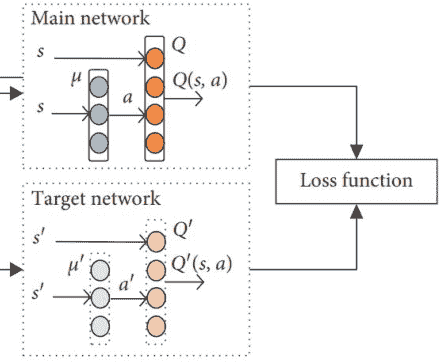 Main network
s
Q
μ
Q(s, a)
s
a
Loss function
Target network
s′
Q′
μ′
Q′(s, a)
s′
a′